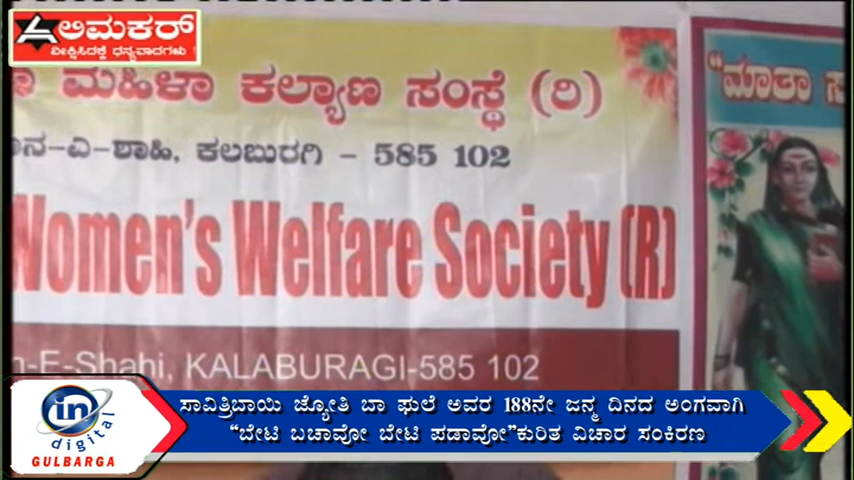 ಅಲಿಮಕರ್
ವೀಕ್ಷಿಸಿದಕ್ಕೆ ಧನ್ಯವಾದಗಳು !
ಮಹಿಳಾ ಕಲ್ಯಾಣ ಸಂಸ್ಥೆ (ರಿ)
"ಮಾತಾ ಸ
-ಎ-ಶಾಹಿ, ಕಲಬುರಗಿ - 585 102
Women's Welfare Society (R)
n-E-Shahi, KALABURAGI-585 102
in
digital
GULBARGA
ಸಾವಿತ್ರಿಬಾಯಿ ಜ್ಯೋತಿ ಬಾ ಫುಲೆ ಅವರ 188ನೇ ಜನ್ಮ ದಿನದ ಅಂಗವಾಗಿ
"ಬೇಟಿ ಬಚಾವೋ ಬೇಟಿ ಪಡಾವೋ"ಕುರಿತ ವಿಚಾರ ಸಂಕಿರಣ